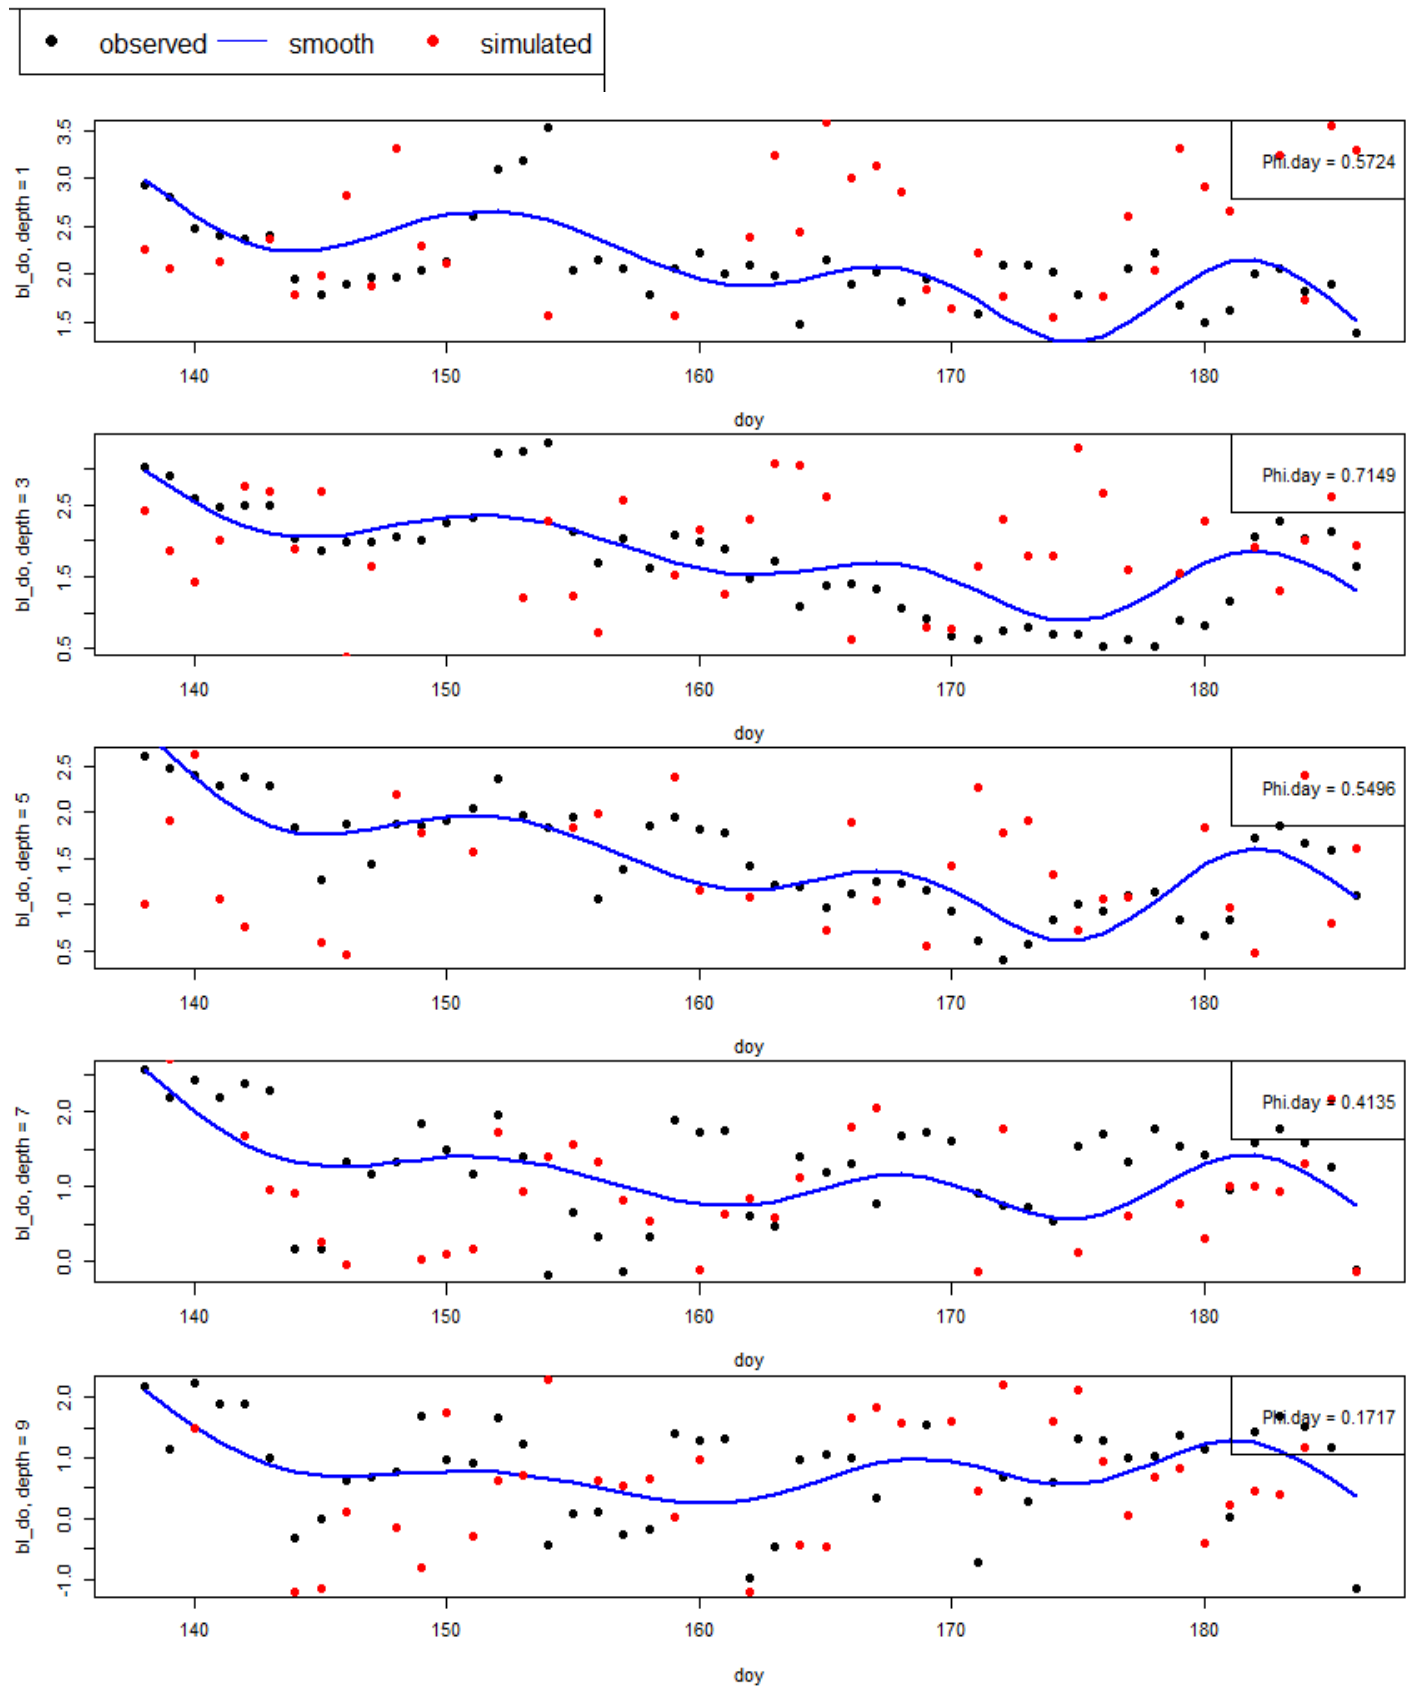 observed smooth simulated
bl_do, depth = 1
3.5
3.0
2.5
2.0
1.5
Phi.day = 0.5724
140 150 160 170 180
doy
bl_do, depth = 3
2.5
1.5
0.5
Phi.day = 0.7149
140 150 160 170 180
doy
bl_do, depth = 5
2.5
2.0
1.5
1.0
0.5
Phi.day = 0.5496
140 150 160 170 180
doy
bl_do, depth = 7
2.0
1.0
0.0
Phi.day = 0.4135
140 150 160 170 180
doy
bl_do, depth = 9
2.0
1.0
0.0
-1.0
Phi.day = 0.1717
140 150 160 170 180
doy